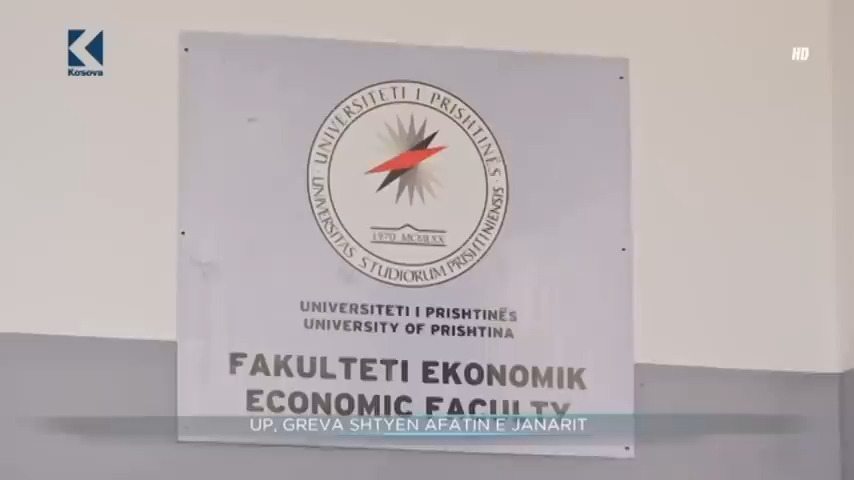 Kosova
HD
UNIVERSITETI I PRISHTINËS
UNIVERSITAS STUDIORUM PRISHTINIENSIS
1970 MCMLXX
UNIVERSITETI I PRISHTINËS
UNIVERSITY OF PRISHTINA
FAKULTETI EKONOMIK
ECONOMIC FACULTY
UP, GREVA SHTYEN AFATIN E JANARIT